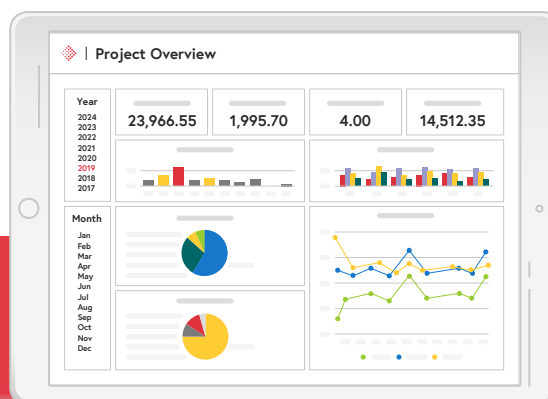 | Project Overview
Year
2024
2023
2022
2021
2020
2019
2018
2017
23,966.55
1,995.70
4.00
14,512.35
Month
Jan
Feb
Mar
Apr
May
Jun
Jul
Aug
Sep
Oct
Nov
Dec